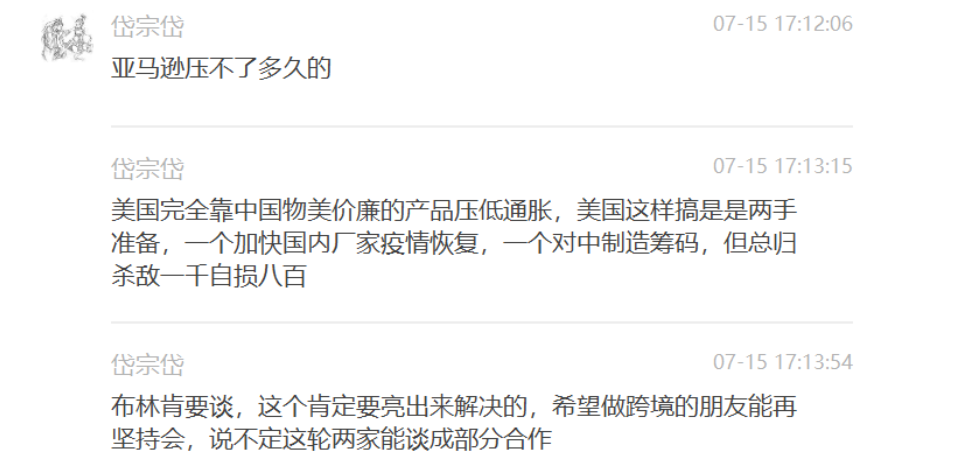 岱宗岱 07-15 17:12:06
亚马逊压不了多久的
岱宗岱 07-15 17:13:15
美国完全靠中国物美价廉的产品压低通胀，美国这样搞是是两手
准备，一个加快国内厂家疫情恢复，一个对中制造筹码，但总归
杀敌一千自损八百
岱宗岱 07-15 17:13:54
布林肯要谈，这个肯定要亮出来解决的，希望做跨境的朋友能再
坚持会，说不定这轮两家能谈成部分合作